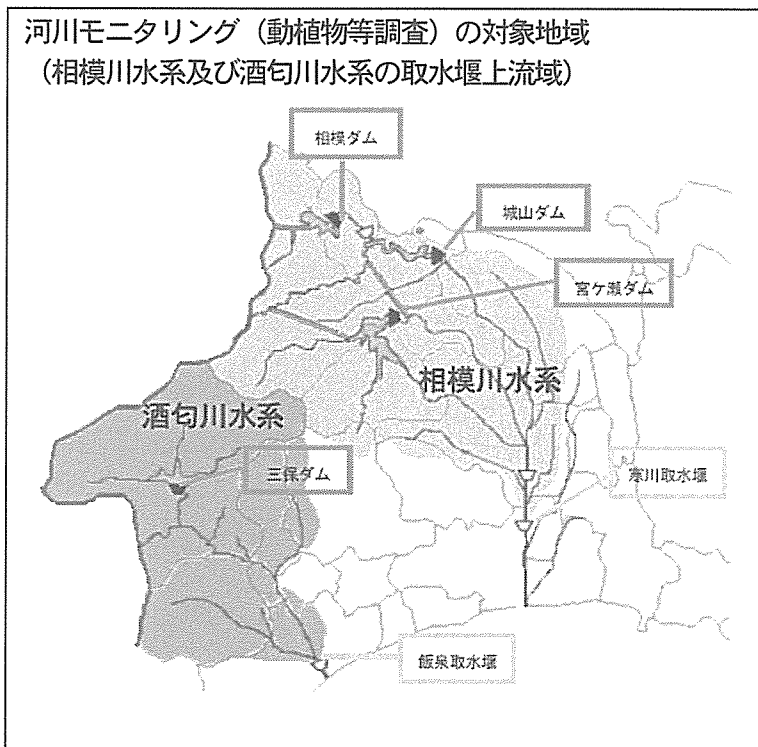 河川モニタリング（動植物等調査）の対象地域
（相模川水系及び酒匂川水系の取水堰上流域）
相模ダム
城山ダム
宮ケ瀬ダム
相模川水系
酒匂川水系
三保ダム
寒川取水堰
飯泉取水堰